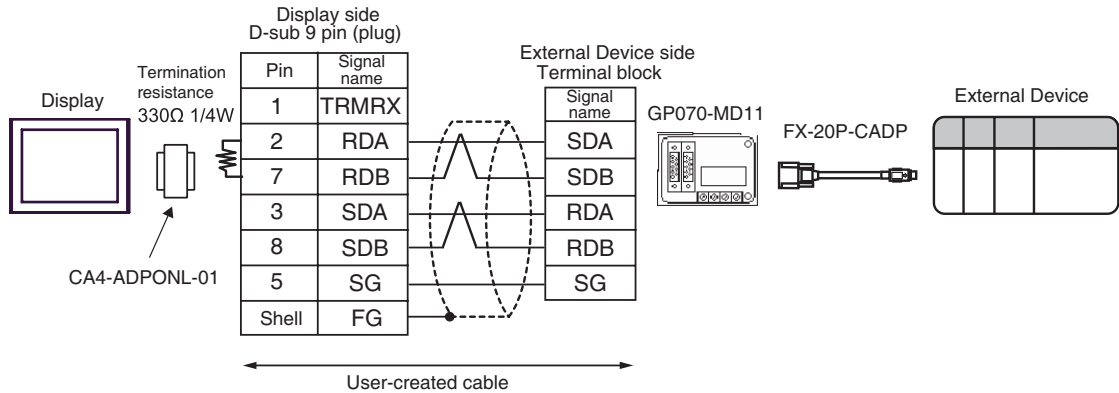 Display side
D-sub 9 pin (plug)
External Device side
Terminal block
Termination
resistance
330Ω 1/4W
Display
CA4-ADPONL-01
Pin Signal name
1 TRMRX
2 RDA
7 RDB
3 SDA
8 SDB
5 SG
Shell FG
Signal name
SDA
SDB
RDA
RDB
SG
GP070-MD11
FX-20P-CADP
External Device
User-created cable